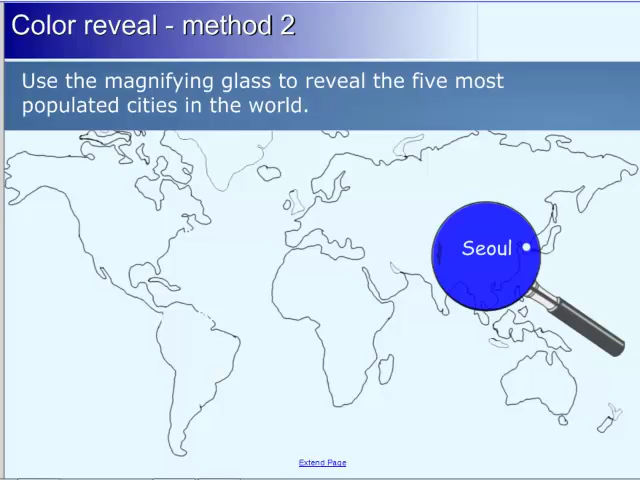 Color reveal - method 2
Use the magnifying glass to reveal the five most
populated cities in the world.
Seoul
Extend Page